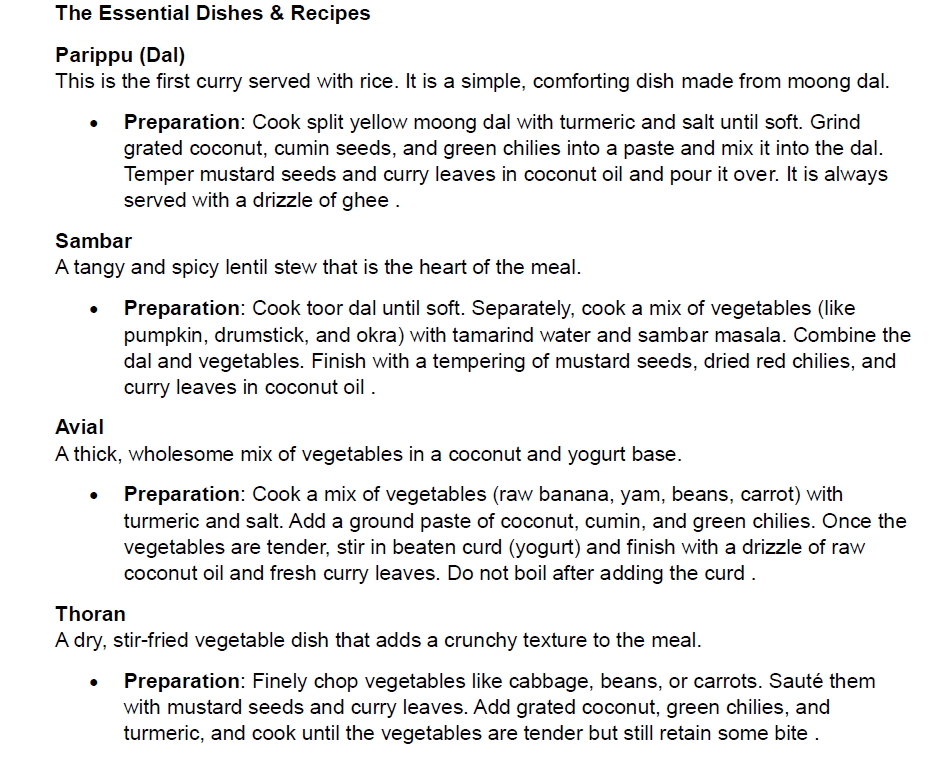 The Essential Dishes & Recipes
Parippu (Dal)
This is the first curry served with rice. It is a simple, comforting dish made from moong dal.
• Preparation: Cook split yellow moong dal with turmeric and salt until soft. Grind
grated coconut, cumin seeds, and green chilies into a paste and mix it into the dal.
Temper mustard seeds and curry leaves in coconut oil and pour it over. It is always
served with a drizzle of ghee .
Sambar
A tangy and spicy lentil stew that is the heart of the meal.
• Preparation: Cook toor dal until soft. Separately, cook a mix of vegetables (like
pumpkin, drumstick, and okra) with tamarind water and sambar masala. Combine the
dal and vegetables. Finish with a tempering of mustard seeds, dried red chilies, and
curry leaves in coconut oil .
Avial
A thick, wholesome mix of vegetables in a coconut and yogurt base.
• Preparation: Cook a mix of vegetables (raw banana, yam, beans, carrot) with
turmeric and salt. Add a ground paste of coconut, cumin, and green chilies. Once the
vegetables are tender, stir in beaten curd (yogurt) and finish with a drizzle of raw
coconut oil and fresh curry leaves. Do not boil after adding the curd .
Thoran
A dry, stir-fried vegetable dish that adds a crunchy texture to the meal.
• Preparation: Finely chop vegetables like cabbage, beans, or carrots. Sauté them
with mustard seeds and curry leaves. Add grated coconut, green chilies, and
turmeric, and cook until the vegetables are tender but still retain some bite .